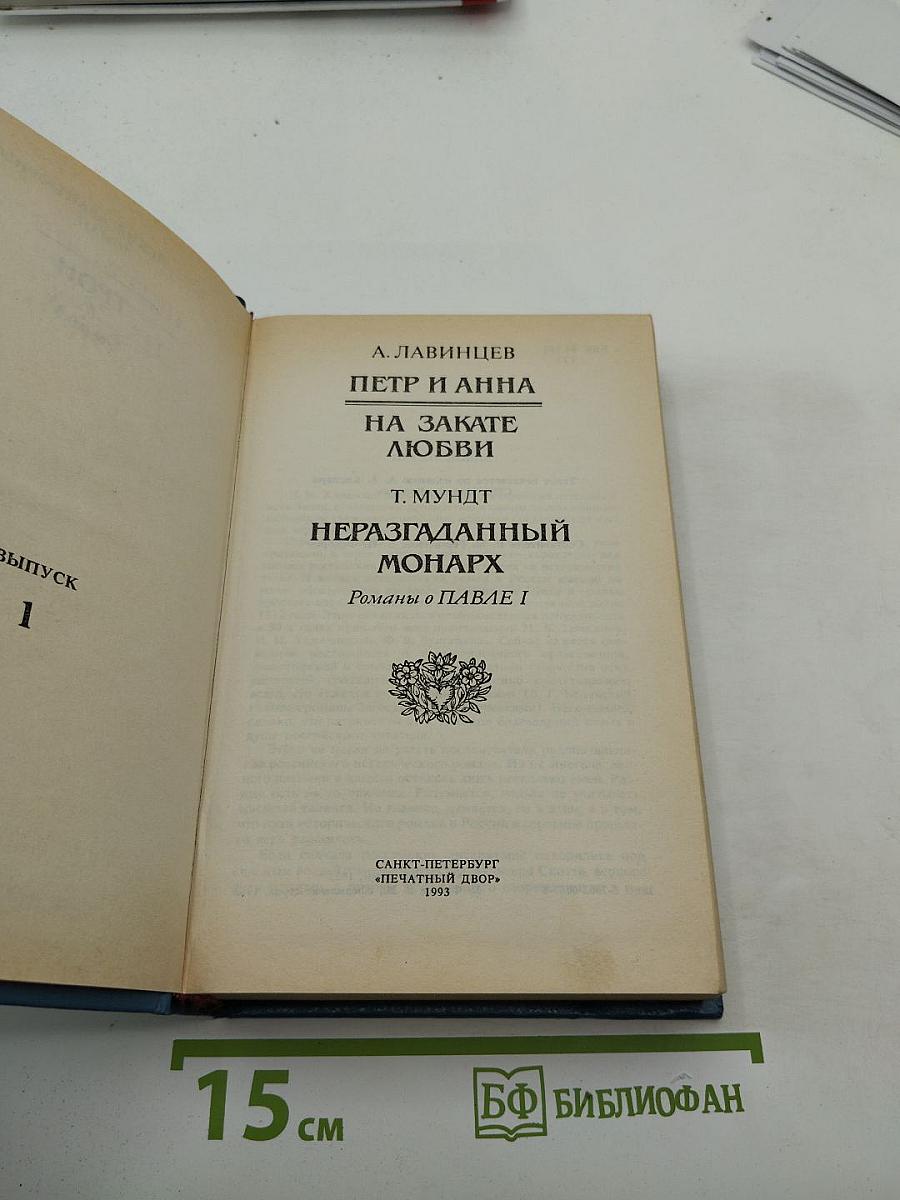 ВЫПУСК
1
А. ЛАВИНЦЕВ
ПЕТР И АННА
НА ЗАКАТЕ
ЛЮБВИ
Т. МУНДТ
НЕРАЗГАДАННЫЙ
МОНАРХ
Романы о ПАВЛЕ I
САНКТ-ПЕТЕРБУРГ
«ПЕЧАТНЫЙ ДВОР»
1993
15 см
БФ БИБЛИОФАН